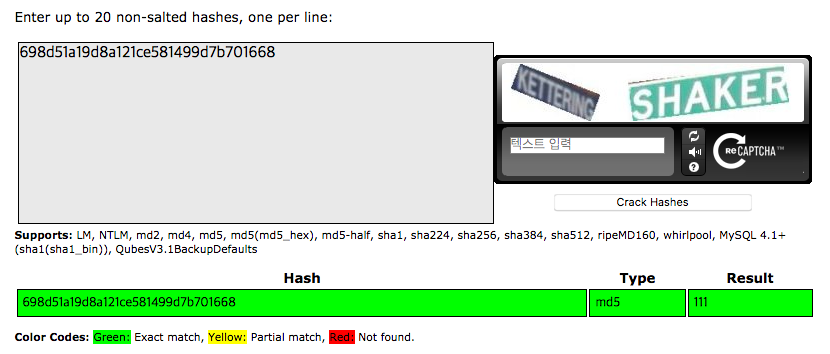 Enter up to 20 non-salted hashes, one per line:
698d51a19d8a121ce581499d7b701668
KETTERING SHAKER
텍스트 입력
ReCAPTCHA™
Crack Hashes
Supports: LM, NTLM, md2, md4, md5, md5(md5_hex), md5-half, sha1, sha224, sha256, sha384, sha512, ripeMD160, whirlpool, MySQL 4.1+
(sha1(sha1_bin)), QubesV3.1BackupDefaults
Hash Type Result
698d51a19d8a121ce581499d7b701668 md5 111
Color Codes: Green: Exact match, Yellow: Partial match, Red: Not found.